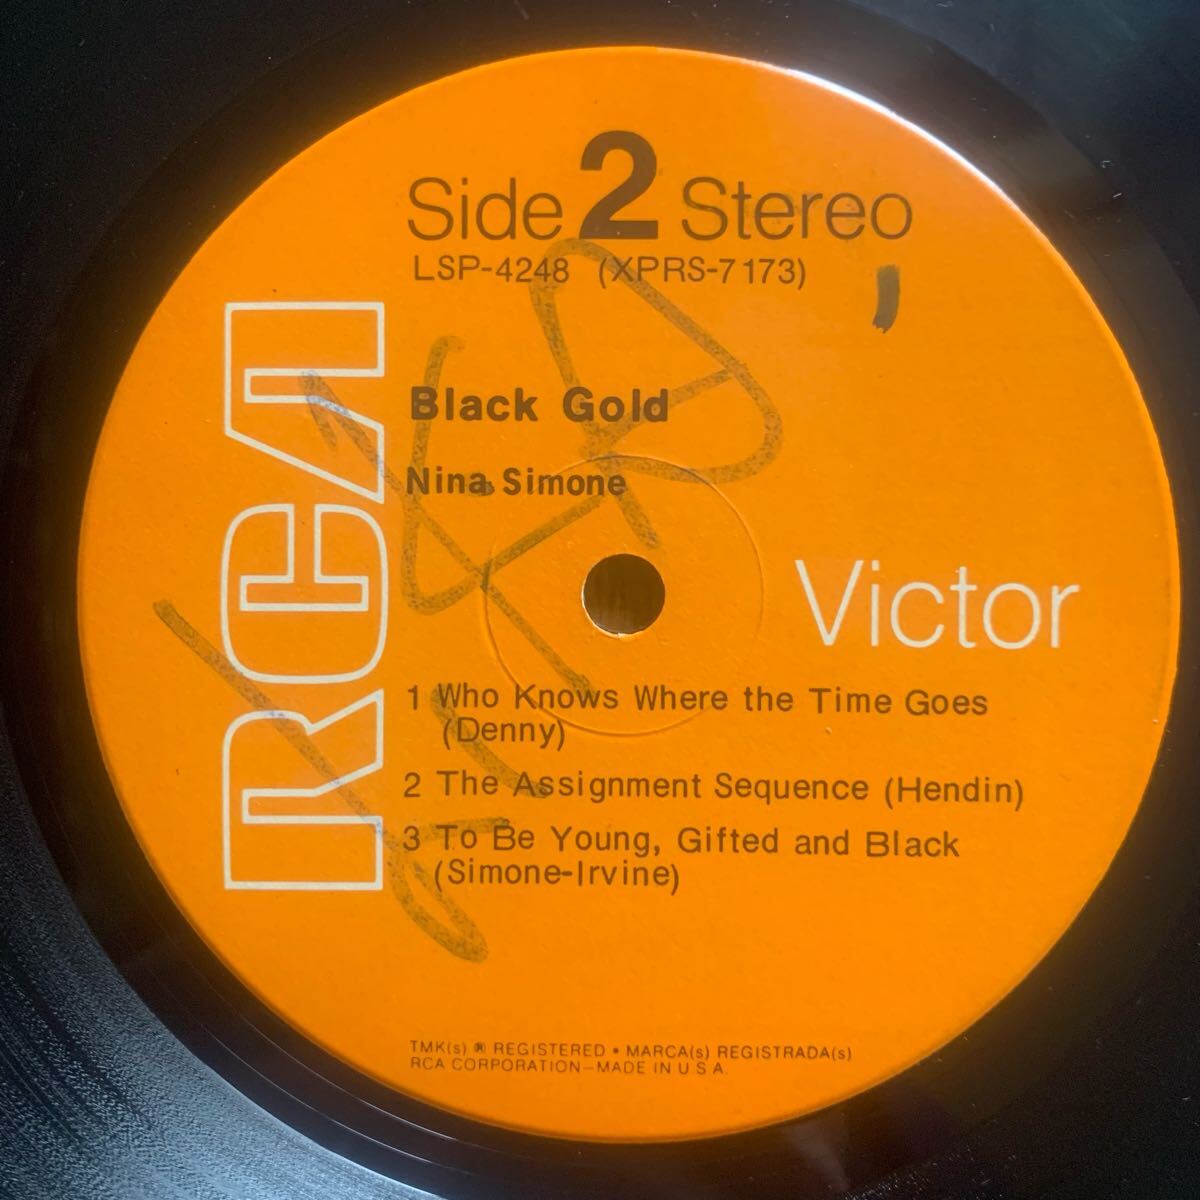 Side 2 Stereo
LSP-4248 (XPRS-7173)
RCA
Black Gold
Nina Simone
Victor
1 Who Knows Where the Time Goes
(Denny)
2 The Assignment Sequence (Hendin)
3 To Be Young, Gifted and Black
(Simone-Irvine)
TMK(s) ® REGISTERED • MARCA(s) REGISTRADA(s)
RCA CORPORATION—MADE IN U.S.A.